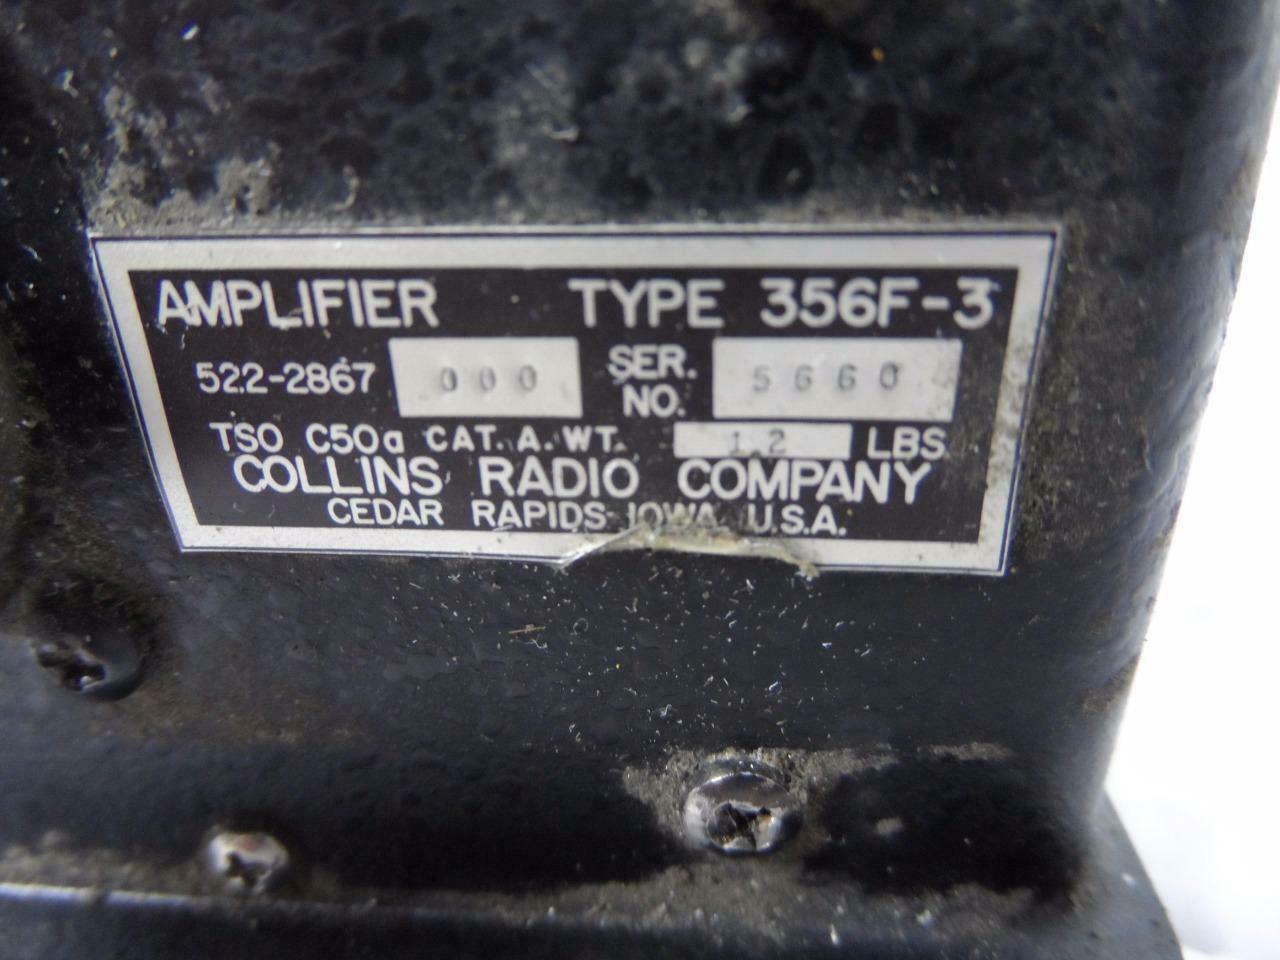 AMPLIFIER TYPE 356F-3
522-2867 000 SER. NO. 5660
TSO C50a CAT. A. WT. 1.2 LBS
COLLINS RADIO COMPANY
CEDAR RAPIDS IOWA U.S.A.